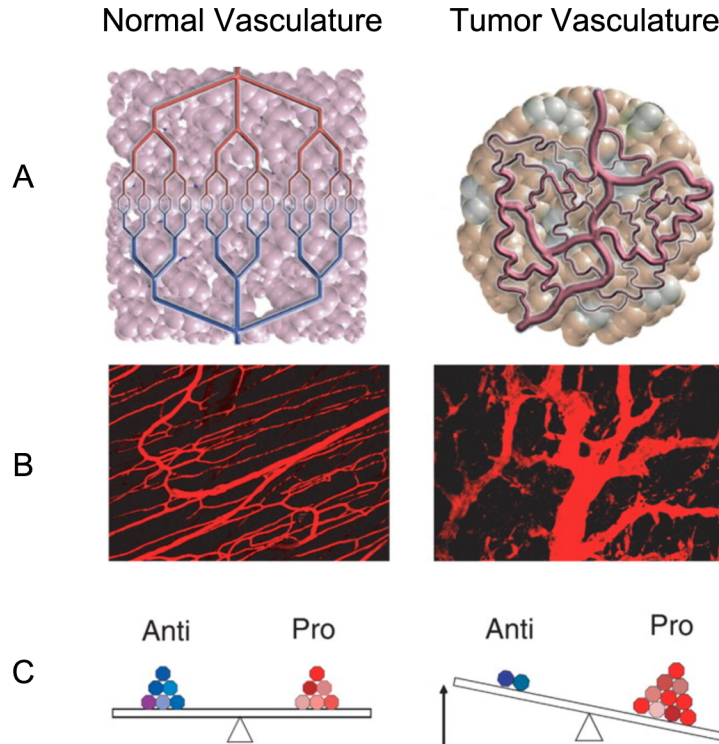 Normal Vasculature
Tumor Vasculature
A
B
Anti
Pro
Anti
Pro
C